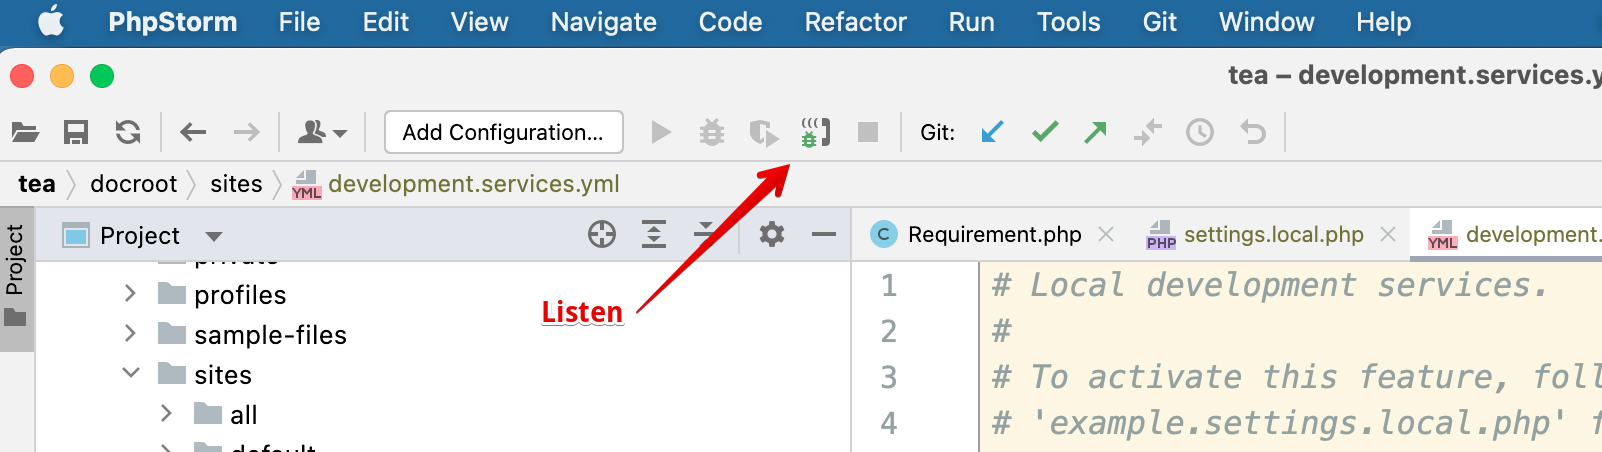 PhpStorm File Edit View Navigate Code Refactor Run Tools Git Window Help
tea – development.services.y
Add Configuration... Git:
tea docroot sites YML development.services.yml
Project
Project
C Requirement.php PHP settings.local.php YML development.
private
profiles
sample-files
sites
all
default
Listen
1 # Local development services.
2 #
3 # To activate this feature, foll
4 # 'example.settings.local.php' f